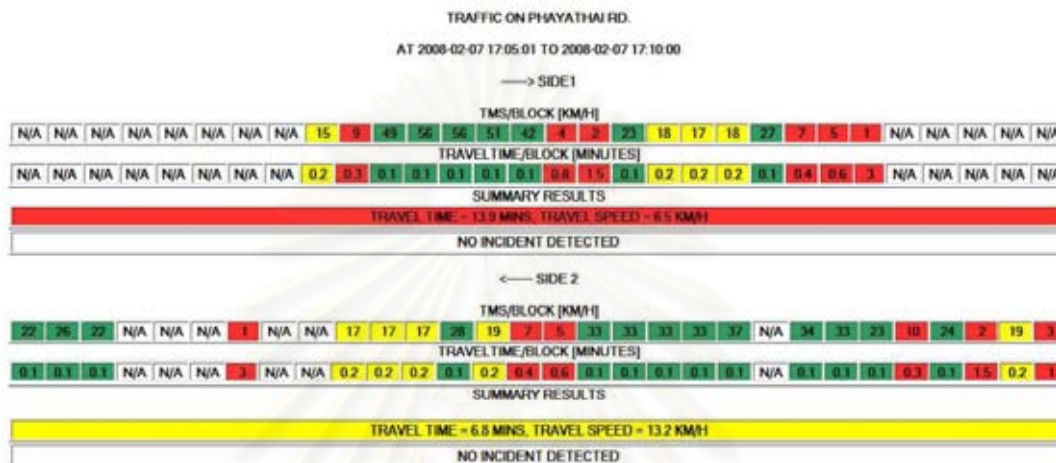 TRAFFIC ON PHAYATHAI RD.
AT 2008-02-07 17:05:01 TO 2008-02-07 17:10:00
----> SIDE1
TMS/BLOCK [KM/H]
N/A N/A N/A N/A N/A N/A N/A N/A 15 9 49 56 56 51 42 4 2 23 18 17 18 27 7 5 1 N/A N/A N/A N/A N/A
TRAVELTIME/BLOCK [MINUTES]
N/A N/A N/A N/A N/A N/A N/A N/A 0.2 0.3 0.1 0.1 0.1 0.1 0.1 0.8 1.5 0.1 0.2 0.2 0.2 0.1 0.4 0.6 3 N/A N/A N/A N/A N/A
SUMMARY RESULTS
TRAVEL TIME = 13.9 MINS, TRAVEL SPEED = 6.5 KM/H
NO INCIDENT DETECTED
<---- SIDE 2
TMS/BLOCK [KM/H]
22 26 22 N/A N/A N/A 1 N/A N/A 17 17 17 28 19 7 5 33 33 33 33 37 N/A 34 33 23 10 24 2 19 3
TRAVELTIME/BLOCK [MINUTES]
0.1 0.1 0.1 N/A N/A N/A 3 N/A N/A 0.2 0.2 0.2 0.1 0.2 0.4 0.6 0.1 0.1 0.1 0.1 0.1 N/A 0.1 0.1 0.1 0.3 0.1 1.5 0.2 1
SUMMARY RESULTS
TRAVEL TIME = 6.8 MINS, TRAVEL SPEED = 13.2 KM/H
NO INCIDENT DETECTED